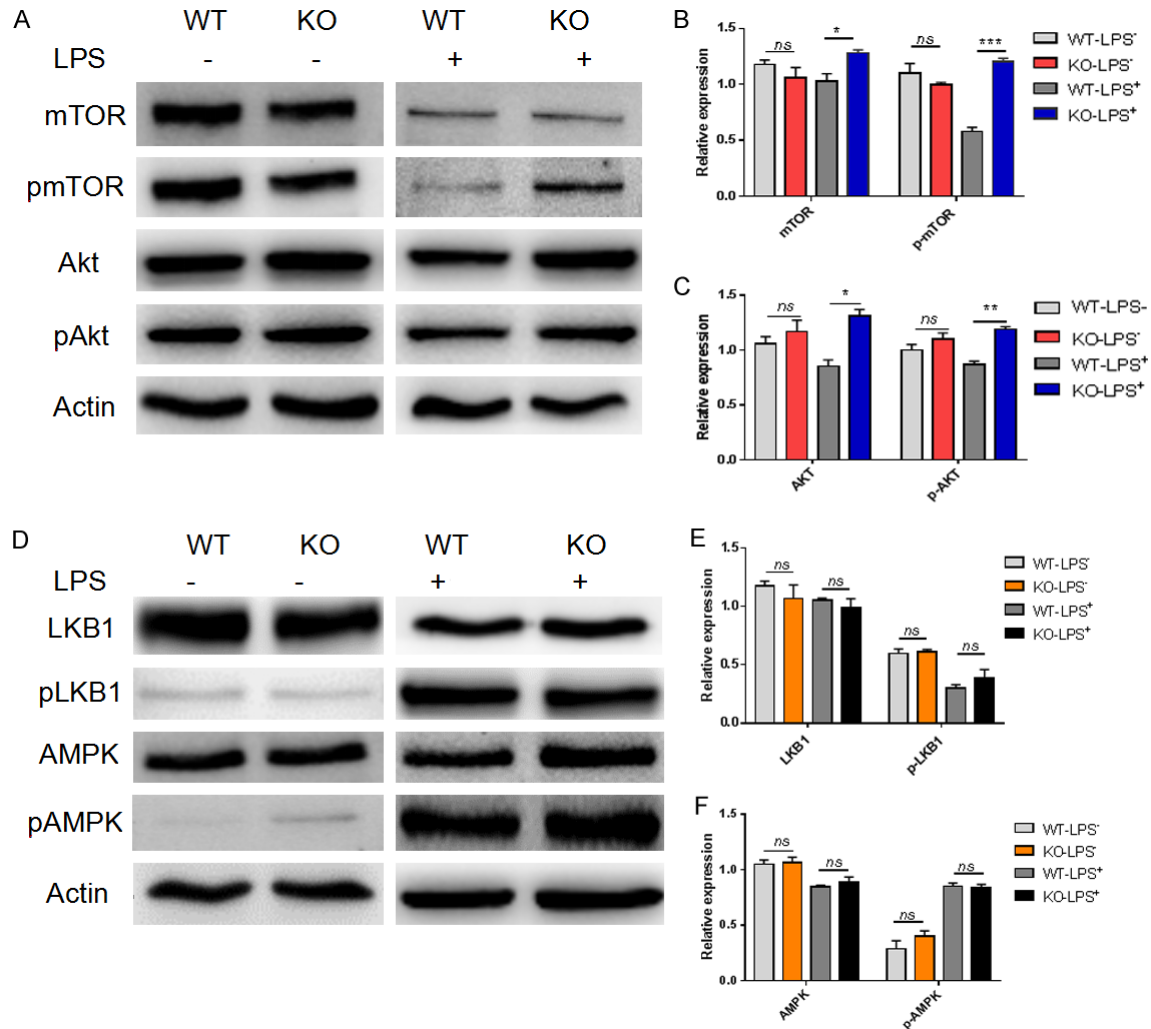 A
WT KO WT KO
LPS - - + +
mTOR
pmTOR
Akt
pAkt
Actin
B
Relative expression
1.5
1.0
0.5
0.0
ns * ns ***
mTOR p-mTOR
WT-LPS⁻
KO-LPS⁻
WT-LPS⁺
KO-LPS⁺
C
Relative expression
1.5
1.0
0.5
0.0
ns * ns **
AKT p-AKT
WT-LPS-
KO-LPS⁻
WT-LPS⁺
KO-LPS⁺
D
WT KO WT KO
LPS - - + +
LKB1
pLKB1
AMPK
pAMPK
Actin
E
Relative expression
1.5
1.0
0.5
0.0
ns ns ns ns
LKB1 p-LKB1
WT-LPS⁻
KO-LPS⁻
WT-LPS⁺
KO-LPS⁺
F
Relative expression
1.5
1.0
0.5
0.0
ns ns ns ns
AMPK p-AMPK
WT-LPS⁻
KO-LPS⁻
WT-LPS⁺
KO-LPS⁺